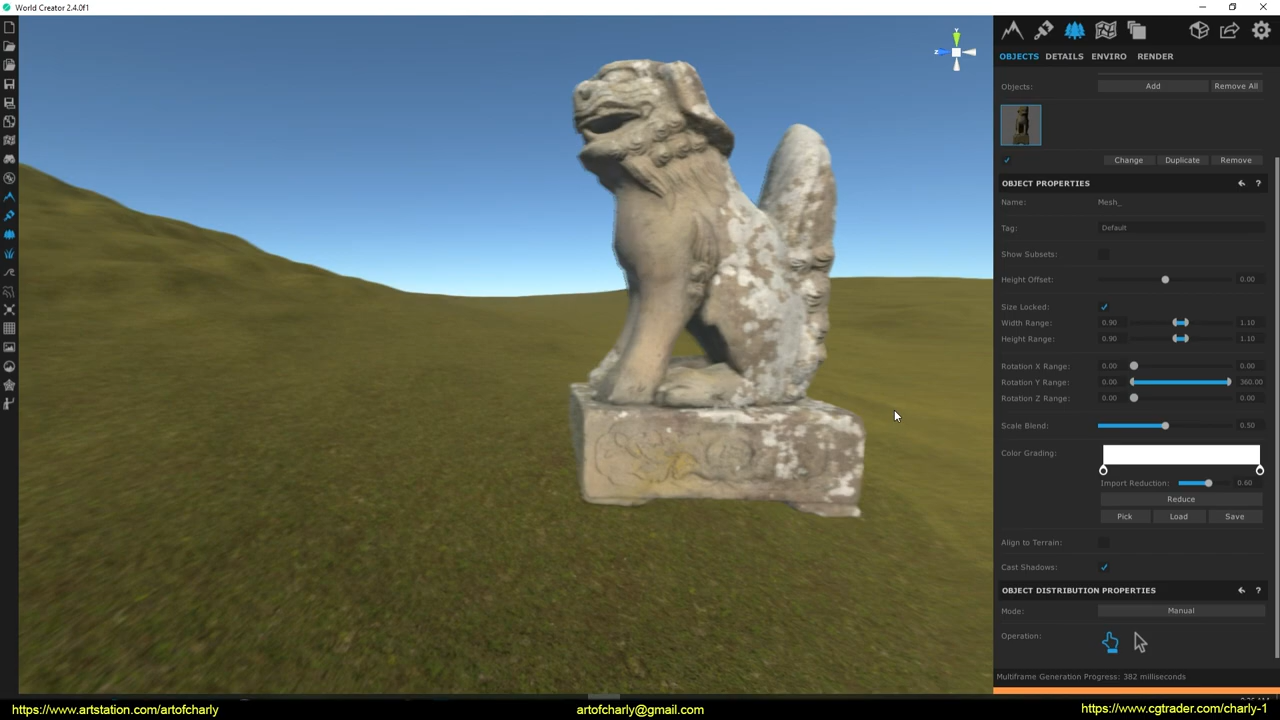 World Creator 2.4.0f1
Y
Z
OBJECTS DETAILS ENVIRO RENDER
Objects: Add Remove All
Change Duplicate Remove
OBJECT PROPERTIES ?
Name: Mesh_
Tag: Default
Show Subsets:
Height Offset: 0.00
Size Locked:
Width Range: 0.90 1.10
Height Range: 0.90 1.10
Rotation X Range: 0.00 0.00
Rotation Y Range: 0.00 360.00
Rotation Z Range: 0.00 0.00
Scale Blend: 0.50
Color Grading:
Import Reduction: 0.60
Reduce
Pick Load Save
Align to Terrain:
Cast Shadows:
OBJECT DISTRIBUTION PROPERTIES ?
Mode: Manual
Operation:
Multiframe Generation Progress: 382 milliseconds
https://www.artstation.com/artofcharly artofcharly@gmail.com https://www.cgtrader.com/charly-1